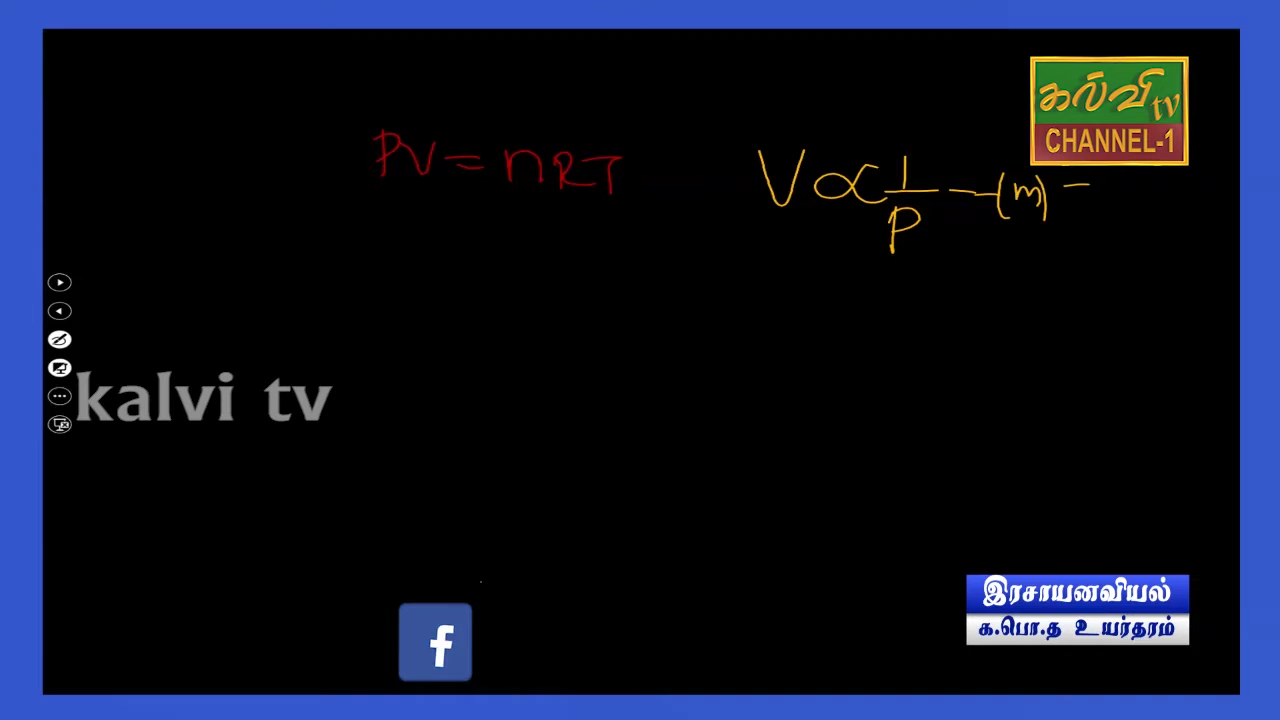 கல்வி tv
CHANNEL-1
PV = nRT
V ∝ 1/P — (m) –
kalvi tv
f
இரசாயனவியல்
க.பொ.த உயர்தரம்